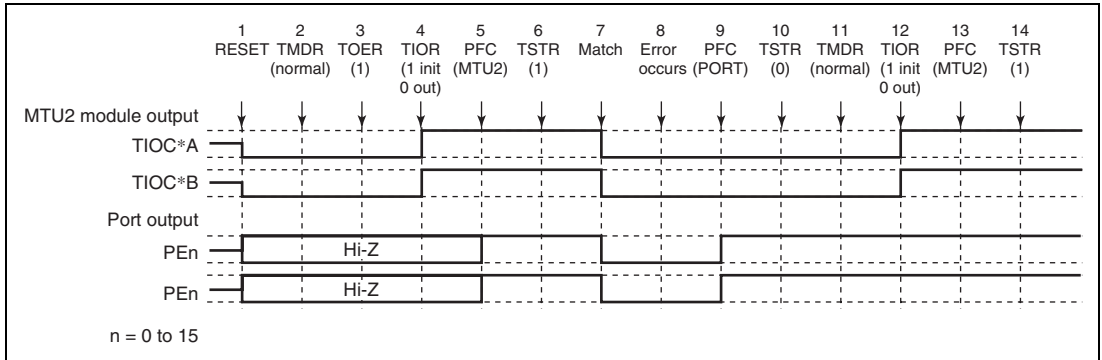 1 2 3 4 5 6 7 8 9 10 11 12 13 14
RESET TMDR TOER TIOR PFC TSTR Match Error PFC TSTR TMDR TIOR PFC TSTR
(normal) (1) (1 init (MTU2) (1) occurs (PORT) (0) (normal) (1 init (MTU2) (1)
0 out) 0 out)
MTU2 module output
TIOC*A
TIOC*B
Port output
PEn Hi-Z
PEn Hi-Z
n = 0 to 15